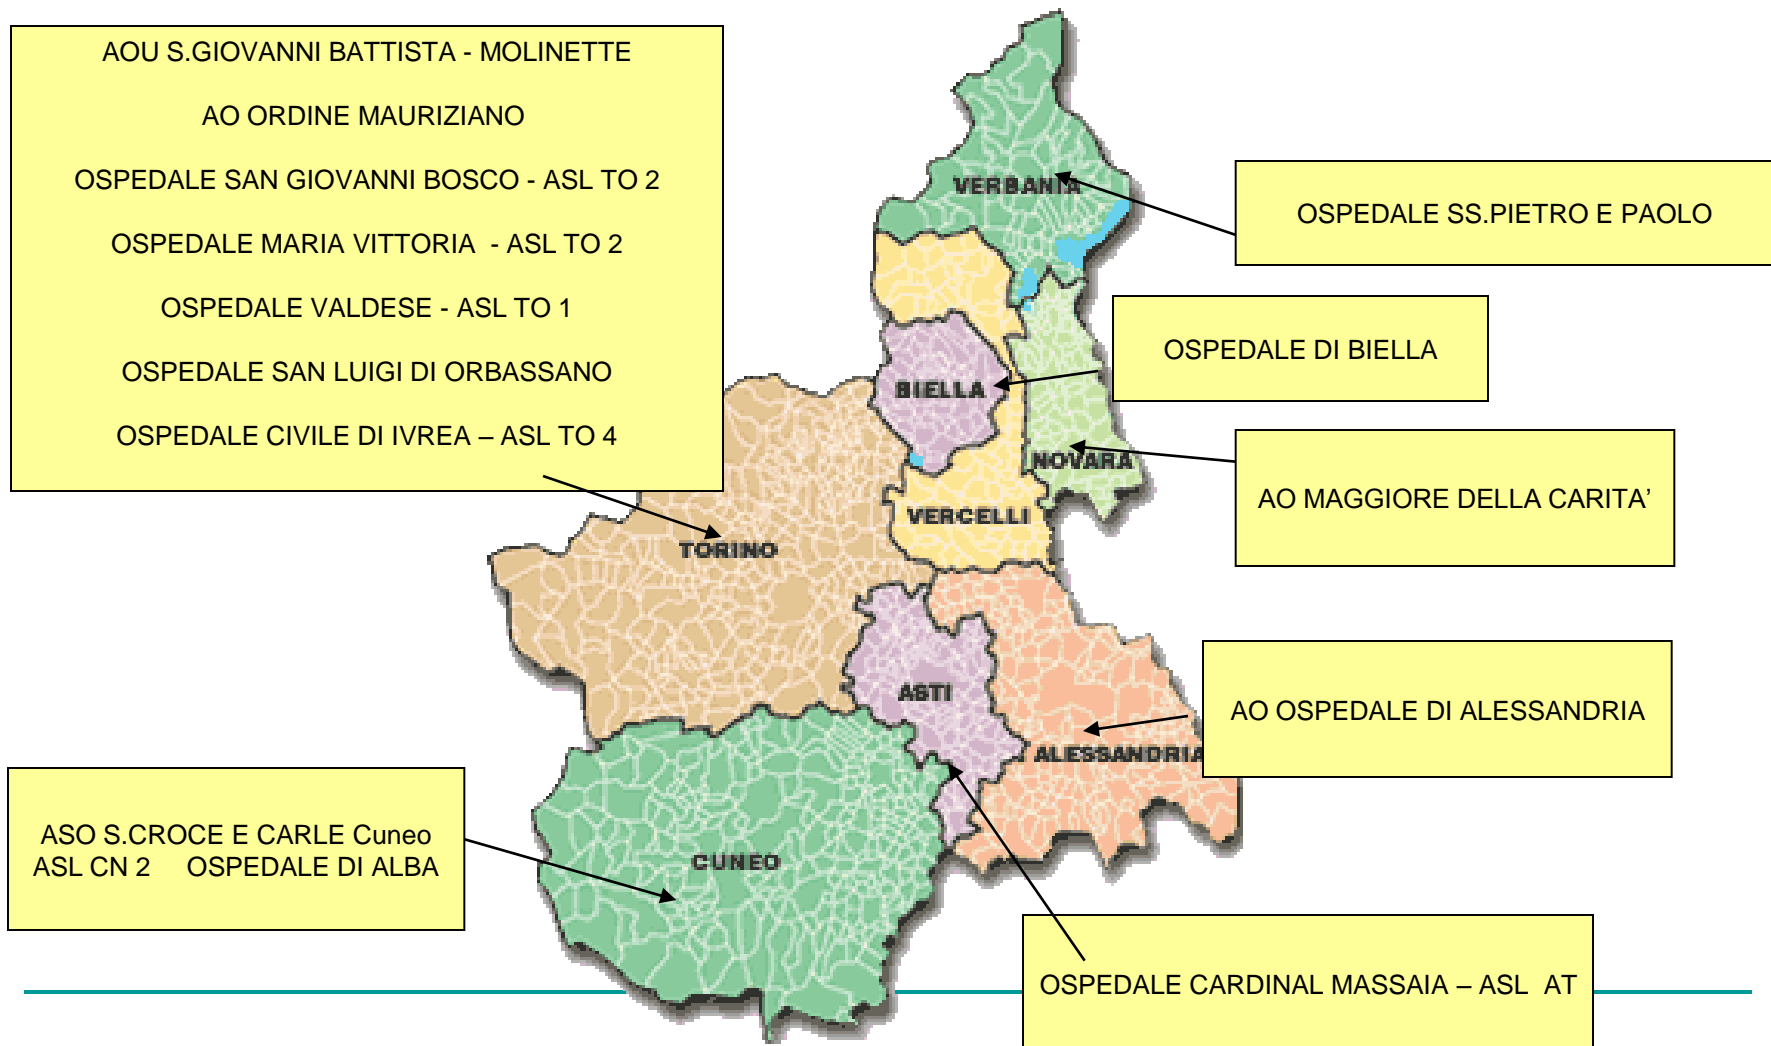 AOU S.GIOVANNI BATTISTA - MOLINETTE
AO ORDINE MAURIZIANO
OSPEDALE SAN GIOVANNI BOSCO - ASL TO 2
OSPEDALE MARIA VITTORIA - ASL TO 2
OSPEDALE VALDESE - ASL TO 1
OSPEDALE SAN LUIGI DI ORBASSANO
OSPEDALE CIVILE DI IVREA – ASL TO 4
VERBANIA
OSPEDALE SS.PIETRO E PAOLO
OSPEDALE DI BIELLA
BIELLA
NOVARA
AO MAGGIORE DELLA CARITA’
VERCELLI
TORINO
ASTI
AO OSPEDALE DI ALESSANDRIA
ALESSANDRIA
ASO S.CROCE E CARLE Cuneo
ASL CN 2 OSPEDALE DI ALBA
CUNEO
OSPEDALE CARDINAL MASSAIA – ASL AT